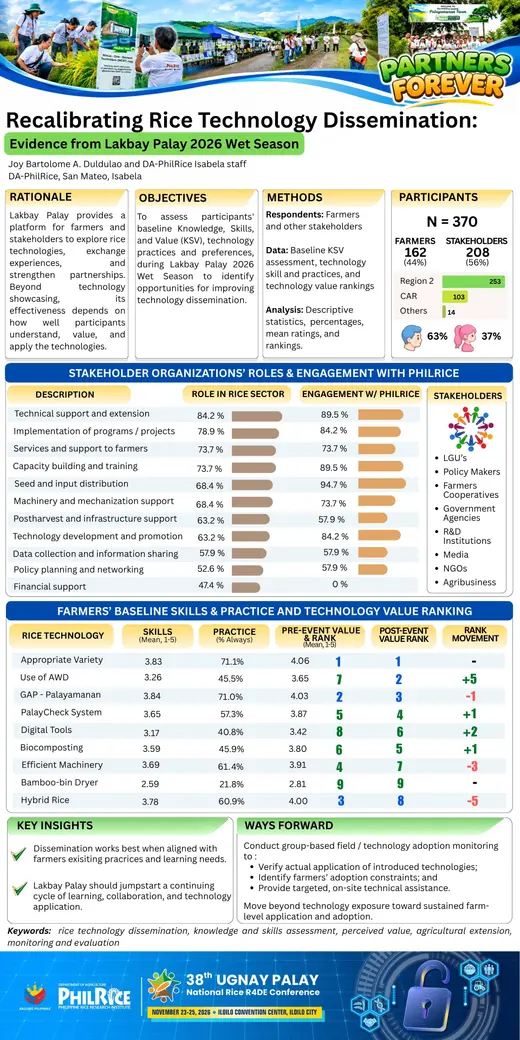 PARTNERS
FOREVER
Recalibrating Rice Technology Dissemination:
Evidence from Lakbay Palay 2026 Wet Season
Joy Bartolome A. Duldulao and DA-PhilRice Isabela staff
DA-PhilRice, San Mateo, Isabela
RATIONALE
Lakbay Palay provides a
platform for farmers and
stakeholders to explore rice
technologies, exchange
experiences, and
strengthen partnerships.
Beyond technology
showcasing, its
effectiveness depends on
how well participants
understand, value, and
apply the technologies.
OBJECTIVES
To assess participants'
baseline Knowledge, Skills,
and Value (KSV), technology
practices and preferences,
during Lakbay Palay 2026
Wet Season to identify
opportunities for improving
technology dissemination.
METHODS
Respondents: Farmers
and other stakeholders
Data: Baseline KSV
assessment, technology
skill and practices, and
technology value rankings
Analysis: Descriptive
statistics, percentages,
mean ratings, and
rankings.
PARTICIPANTS
N = 370
FARMERS STAKEHOLDERS
162 208
(44%) (56%)
Region 2 253
CAR 103
Others 14
63% 37%
STAKEHOLDER ORGANIZATIONS' ROLES & ENGAGEMENT WITH PHILRICE
DESCRIPTION ROLE IN RICE SECTOR ENGAGEMENT W/ PHILRICE
Technical support and extension 84.2 % 89.5 %
Implementation of programs / projects 78.9 % 84.2 %
Services and support to farmers 73.7 % 73.7 %
Capacity building and training 73.7 % 89.5 %
Seed and input distribution 68.4 % 94.7 %
Machinery and mechanization support 68.4 % 73.7 %
Postharvest and infrastructure support 63.2 % 57.9 %
Technology development and promotion 63.2 % 84.2 %
Data collection and information sharing 57.9 % 57.9 %
Policy planning and networking 52.6 % 57.9 %
Financial support 47.4 % 0 %
STAKEHOLDERS
• LGU's
• Policy Makers
• Farmers
Cooperatives
• Government
Agencies
• R&D
Institutions
• Media
• NGOs
• Agribusiness
FARMERS' BASELINE SKILLS & PRACTICE AND TECHNOLOGY VALUE RANKING
RICE TECHNOLOGY SKILLS (Mean, 1-5) PRACTICE (% Always) PRE-EVENT VALUE & RANK (Mean, 1-5) POST-EVENT VALUE RANK RANK MOVEMENT
Appropriate Variety 3.83 71.1% 4.06 1 1 -
Use of AWD 3.26 45.5% 3.65 7 2 +5
GAP - Palayamanan 3.84 71.0% 4.03 2 3 -1
PalayCheck System 3.65 57.3% 3.87 5 4 +1
Digital Tools 3.17 40.8% 3.42 8 6 +2
Biocomposting 3.59 45.9% 3.80 6 5 +1
Efficient Machinery 3.69 61.4% 3.91 4 7 -3
Bamboo-bin Dryer 2.59 21.8% 2.81 9 9 -
Hybrid Rice 3.78 60.9% 4.00 3 8 -5
KEY INSIGHTS
Dissemination works best when aligned with
farmers exisiting pracrices and learning needs.
Lakbay Palay should jumpstart a continuing
cycle of learning, collaboration, and technology
application.
WAYS FORWARD
Conduct group-based field / technology adoption monitoring
to :
• Verify actual application of introduced technologies;
• Identify farmers' adoption constraints; and
• Provide targeted, on-site technical assistance.
Move beyond technology exposure toward sustained farm-
level application and adoption.
Keywords: rice technology dissemination, knowledge and skills assessment, perceived value, agricultural extension,
monitoring and evaluation
DEPARTMENT OF AGRICULTURE
PHILRICE
PHILIPPINE RICE RESEARCH INSTITUTE
38th UGNAY PALAY
National Rice R4DE Conference
NOVEMBER 23-25, 2026 • ILOILO CONVENTION CENTER, ILOILO CITY